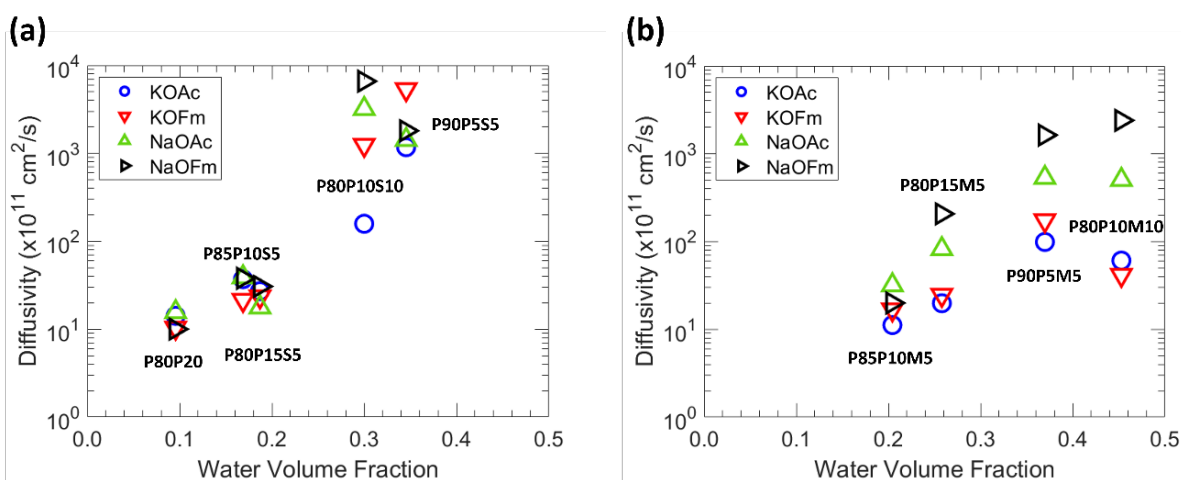 (a)
10^4
10^3
10^2
10^1
10^0
Diffusivity (x10^11 cm^2/s)
KOAc
KOFm
NaOAc
NaOFm
P90P5S5
P80P10S10
P85P10S5
P80P20
P80P15S5
0.0 0.1 0.2 0.3 0.4 0.5
Water Volume Fraction
(b)
10^4
10^3
10^2
10^1
10^0
Diffusivity (x10^11 cm^2/s)
KOAc
KOFm
NaOAc
NaOFm
P80P15M5
P80P10M10
P90P5M5
P85P10M5
0.0 0.1 0.2 0.3 0.4 0.5
Water Volume Fraction